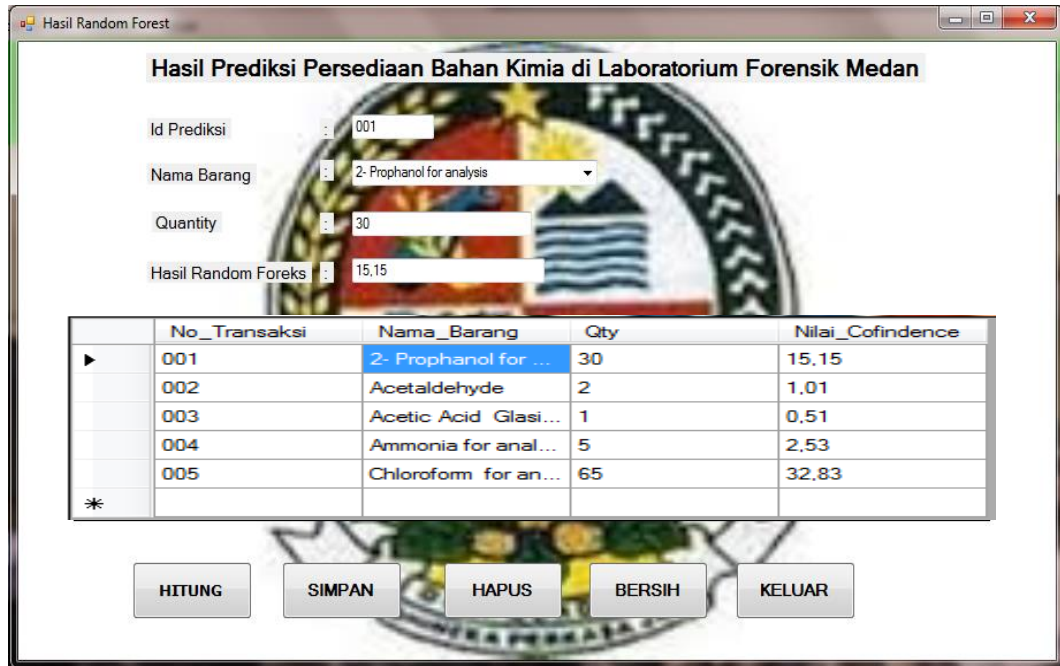 Hasil Random Forest
Hasil Prediksi Persediaan Bahan Kimia di Laboratorium Forensik Medan
Id Prediksi : 001
Nama Barang : 2- Prophanol for analysis
Quantity : 30
Hasil Random Foreks : 15,15
No_Transaksi Nama_Barang Qty Nilai_Cofindence
001 2- Prophanol for ... 30 15,15
002 Acetaldehyde 2 1,01
003 Acetic Acid Glasi... 1 0,51
004 Ammonia for anal... 5 2,53
005 Chloroform for an... 65 32,83
HITUNG SIMPAN HAPUS BERSIH KELUAR